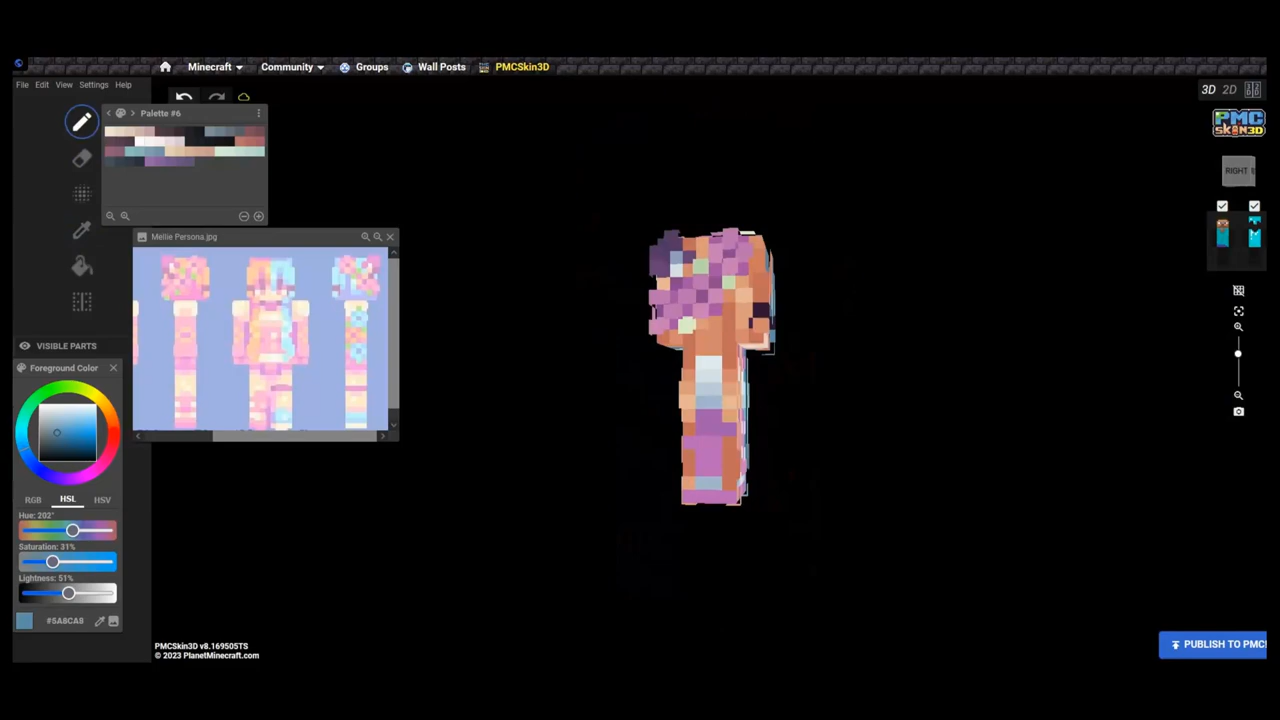 Minecraft Community Groups Wall Posts PMCSkin3D
File Edit View Settings Help
3D 2D
Palette #6
PMC
SKIN3D
RIGHT
Mellie Persona.jpg
VISIBLE PARTS
Foreground Color
RGB HSL HSV
Hue: 202°
Saturation: 31%
Lightness: 51%
#5A8CA8
PMCSkin3D v8.169505TS
© 2023 PlanetMinecraft.com
PUBLISH TO PMC!